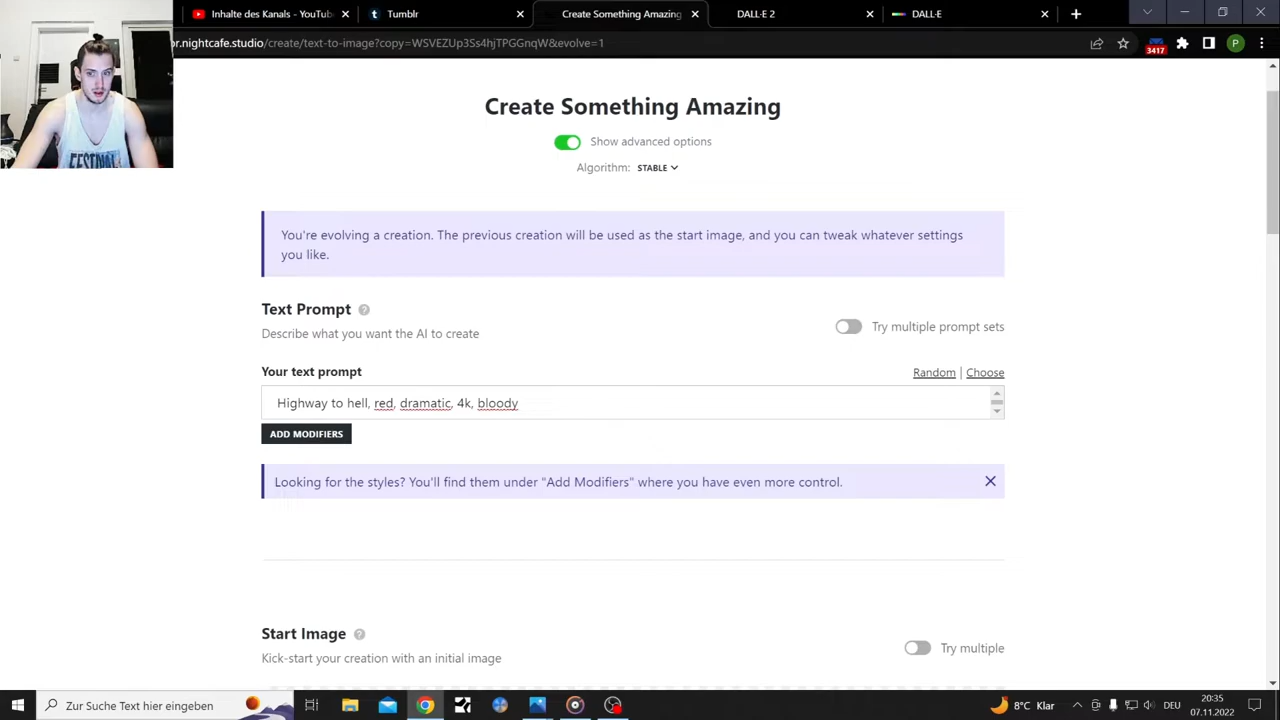 Inhalte des Kanals - YouTub
Tumblr
Create Something Amazing
DALL·E 2
DALL·E
or.nightcafe.studio/create/text-to-image?copy=WSVEZUp3Ss4hjTPGGnqW&evolve=1
3417
P
FESTIVAL
Create Something Amazing
Show advanced options
Algorithm: STABLE
You're evolving a creation. The previous creation will be used as the start image, and you can tweak whatever settings
you like.
Text Prompt ?
Describe what you want the AI to create
Try multiple prompt sets
Your text prompt
Random | Choose
Highway to hell, red, dramatic, 4k, bloody
ADD MODIFIERS
Looking for the styles? You'll find them under "Add Modifiers" where you have even more control.
Start Image ?
Kick-start your creation with an initial image
Try multiple
Zur Suche Text hier eingeben
8°C Klar
DEU
20:35
07.11.2022